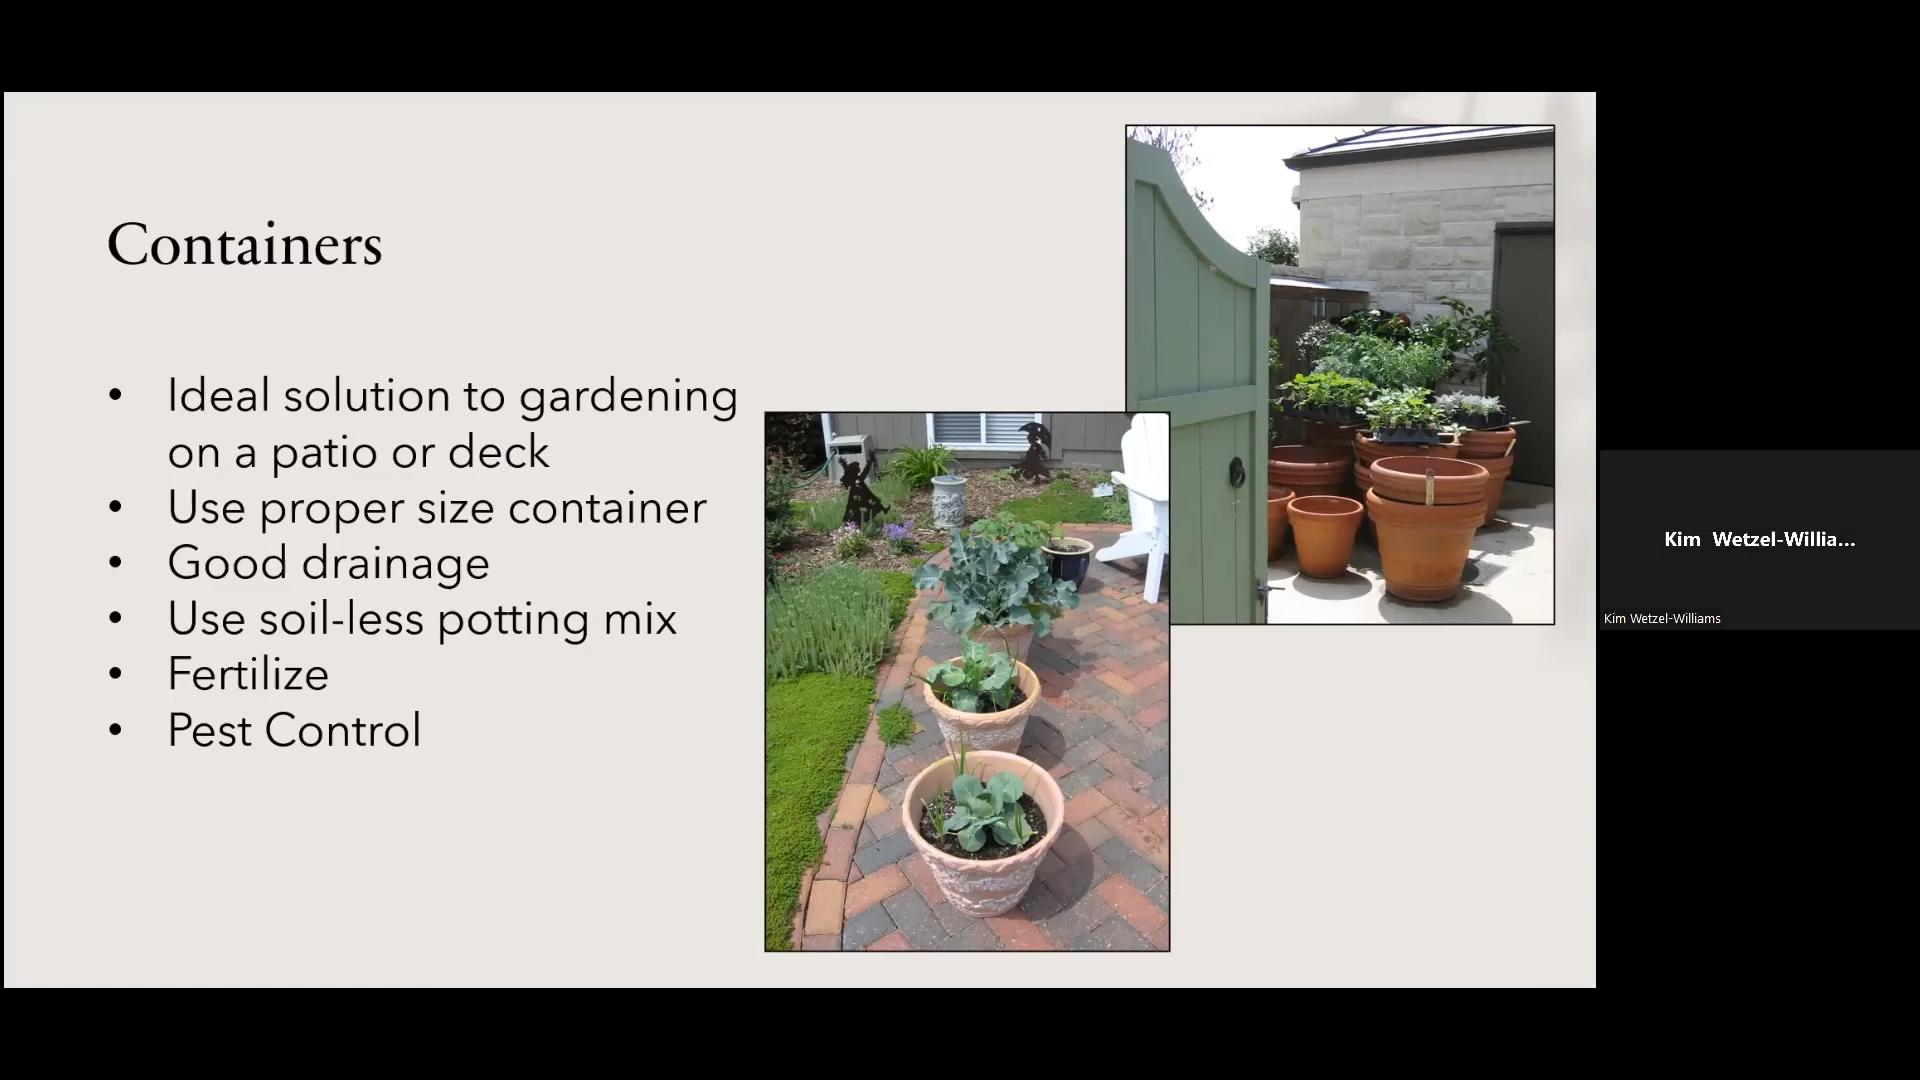 Containers
• Ideal solution to gardening
on a patio or deck
• Use proper size container
• Good drainage
• Use soil-less potting mix
• Fertilize
• Pest Control
Kim Wetzel-Willia...
Kim Wetzel-Williams